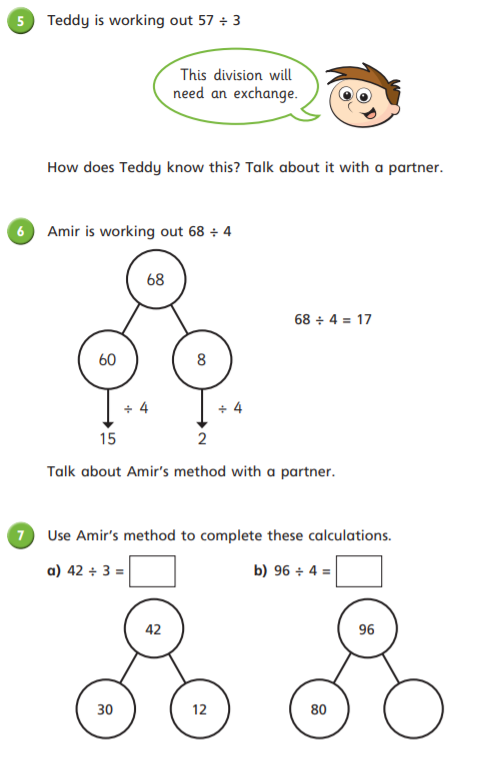 5 Teddy is working out 57 ÷ 3
This division will
need an exchange.
How does Teddy know this? Talk about it with a partner.
6 Amir is working out 68 ÷ 4
68
68 ÷ 4 = 17
60 8
÷ 4 ÷ 4
15 2
Talk about Amir's method with a partner.
7 Use Amir's method to complete these calculations.
a) 42 ÷ 3 = b) 96 ÷ 4 =
42 96
30 12 80